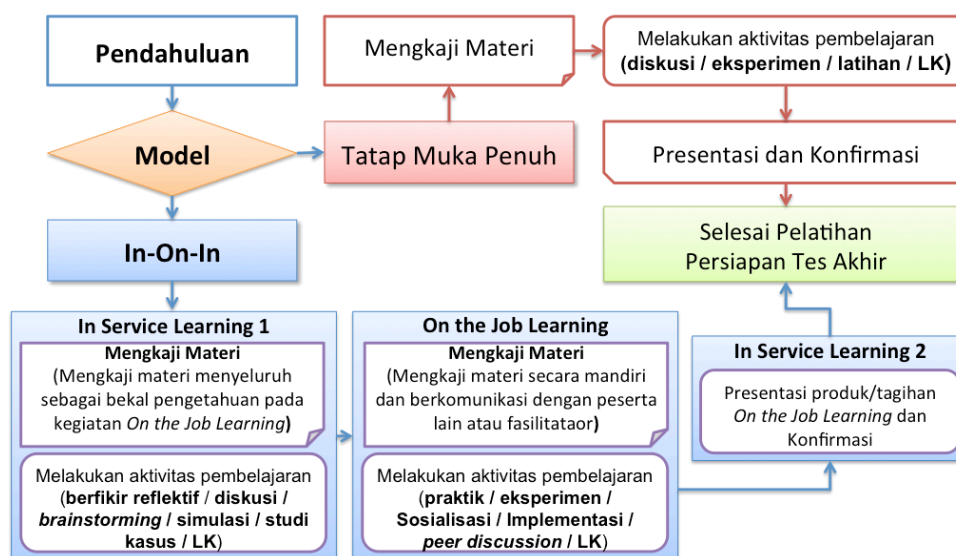 Pendahuluan
Model
Tatap Muka Penuh
Mengkaji Materi
Melakukan aktivitas pembelajaran
(diskusi / eksperimen / latihan / LK)
Presentasi dan Konfirmasi
Selesai Pelatihan
Persiapan Tes Akhir
In-On-In
In Service Learning 1
Mengkaji Materi
(Mengkaji materi menyeluruh
sebagai bekal pengetahuan pada
kegiatan On the Job Learning)
Melakukan aktivitas pembelajaran
(berfikir reflektif / diskusi /
brainstorming / simulasi / studi
kasus / LK)
On the Job Learning
Mengkaji Materi
(Mengkaji materi secara mandiri
dan berkomunikasi dengan peserta
lain atau fasilitataor)
Melakukan aktivitas pembelajaran
(praktik / eksperimen /
Sosialisasi / Implementasi /
peer discussion / LK)
In Service Learning 2
Presentasi produk/tagihan
On the Job Learning dan
Konfirmasi